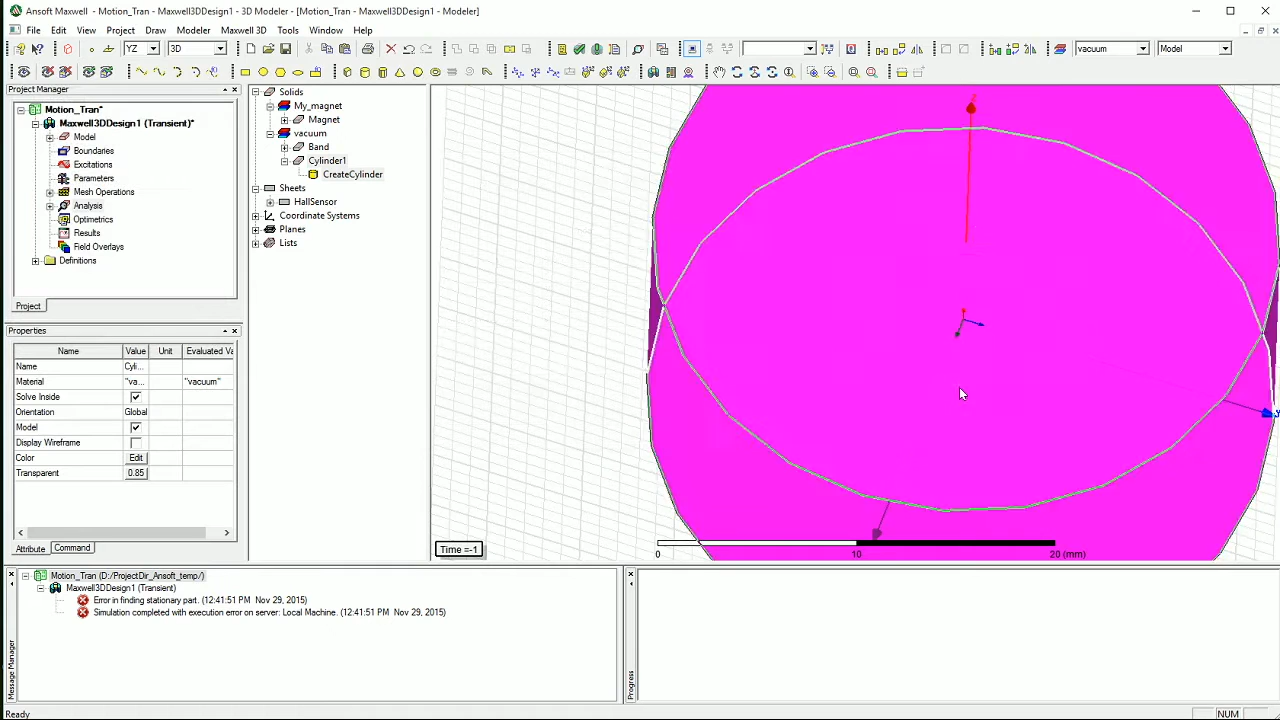 Ansoft Maxwell - Motion_Tran - Maxwell3DDesign1 - 3D Modeler - [Motion_Tran - Maxwell3DDesign1 - Modeler]
File Edit View Project Draw Modeler Maxwell 3D Tools Window Help
YZ 3D vacuum Model
Project Manager
Motion_Tran*
Maxwell3DDesign1 (Transient)*
Model
Boundaries
Excitations
Parameters
Mesh Operations
Analysis
Optimetrics
Results
Field Overlays
Definitions
Project
Properties
Name Value Unit Evaluated Va
Name Cyli...
Material "va... "vacuum"
Solve Inside
Orientation Global
Model
Display Wireframe
Color Edit
Transparent 0.85
Attribute Command
Solids
My_magnet
Magnet
vacuum
Band
Cylinder1
CreateCylinder
Sheets
HallSensor
Coordinate Systems
Planes
Lists
Time =-1
0 10 20 (mm)
Message Manager
Motion_Tran (D:/ProjectDir_Ansoft_temp/)
Maxwell3DDesign1 (Transient)
Error in finding stationary part. (12:41:51 PM Nov 29, 2015)
Simulation completed with execution error on server: Local Machine. (12:41:51 PM Nov 29, 2015)
Progress
Ready NUM